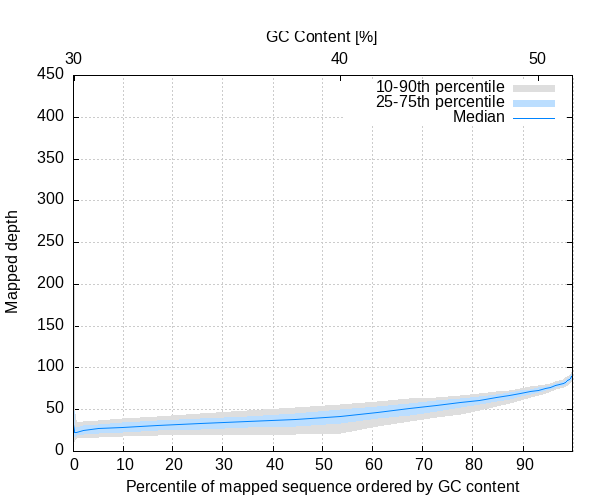 GC Content [%]
30 40 50
450
400
350
300
250
200
150
100
50
0
10-90th percentile
25-75th percentile
Median
Mapped depth
0 10 20 30 40 50 60 70 80 90
Percentile of mapped sequence ordered by GC content